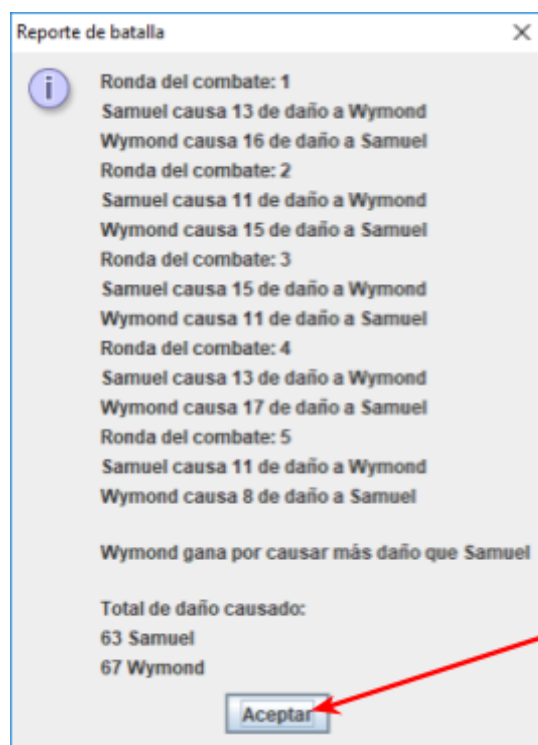 Reporte de batalla
Ronda del combate: 1
Samuel causa 13 de daño a Wymond
Wymond causa 16 de daño a Samuel
Ronda del combate: 2
Samuel causa 11 de daño a Wymond
Wymond causa 15 de daño a Samuel
Ronda del combate: 3
Samuel causa 15 de daño a Wymond
Wymond causa 11 de daño a Samuel
Ronda del combate: 4
Samuel causa 13 de daño a Wymond
Wymond causa 17 de daño a Samuel
Ronda del combate: 5
Samuel causa 11 de daño a Wymond
Wymond causa 8 de daño a Samuel
Wymond gana por causar más daño que Samuel
Total de daño causado:
63 Samuel
67 Wymond
Aceptar